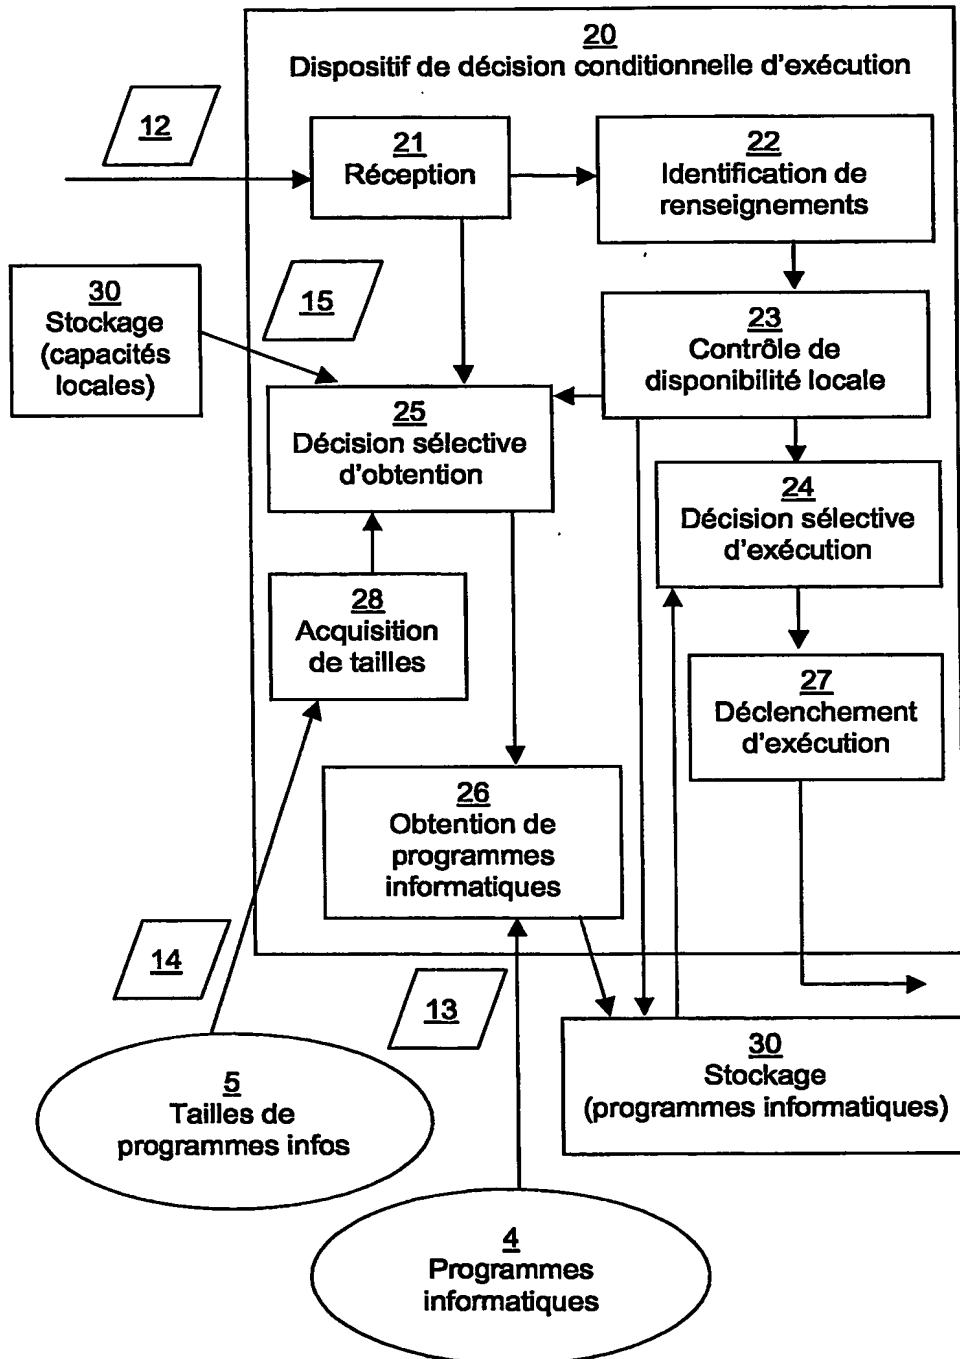 20
Dispositif de décision conditionnelle d'exécution
12
21
Réception
22
Identification de
renseignements
30
Stockage
(capacités
locales)
15
23
Contrôle de
disponibilité locale
25
Décision sélective
d'obtention
24
Décision sélective
d'exécution
28
Acquisition
de tailles
27
Déclenchement
d'exécution
26
Obtention de
programmes
informatiques
14
13
30
Stockage
(programmes informatiques)
5
Tailles de
programmes infos
4
Programmes
informatiques